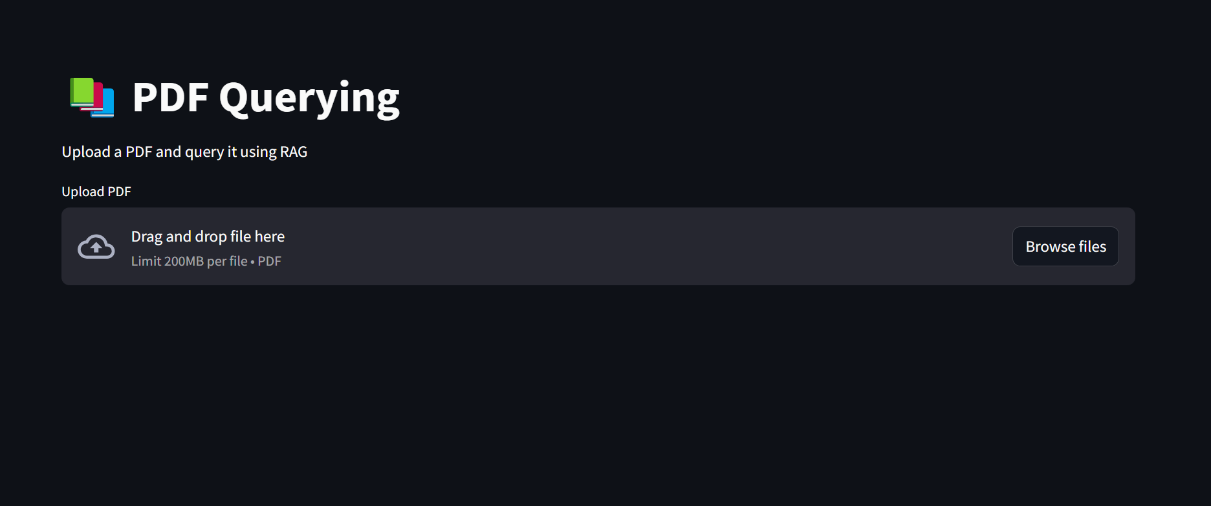 📚 PDF Querying
Upload a PDF and query it using RAG
Upload PDF
Drag and drop file here
Limit 200MB per file • PDF
Browse files